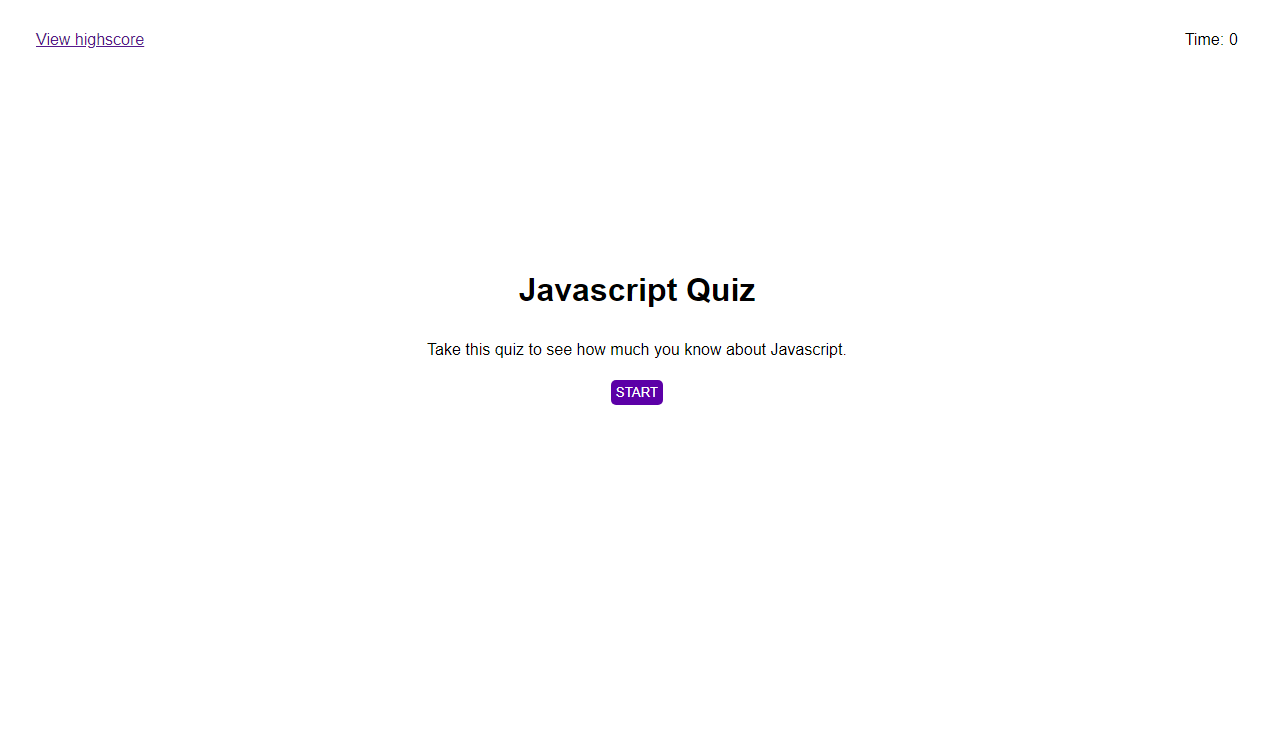 View highscore
Time: 0
Javascript Quiz
Take this quiz to see how much you know about Javascript.
START